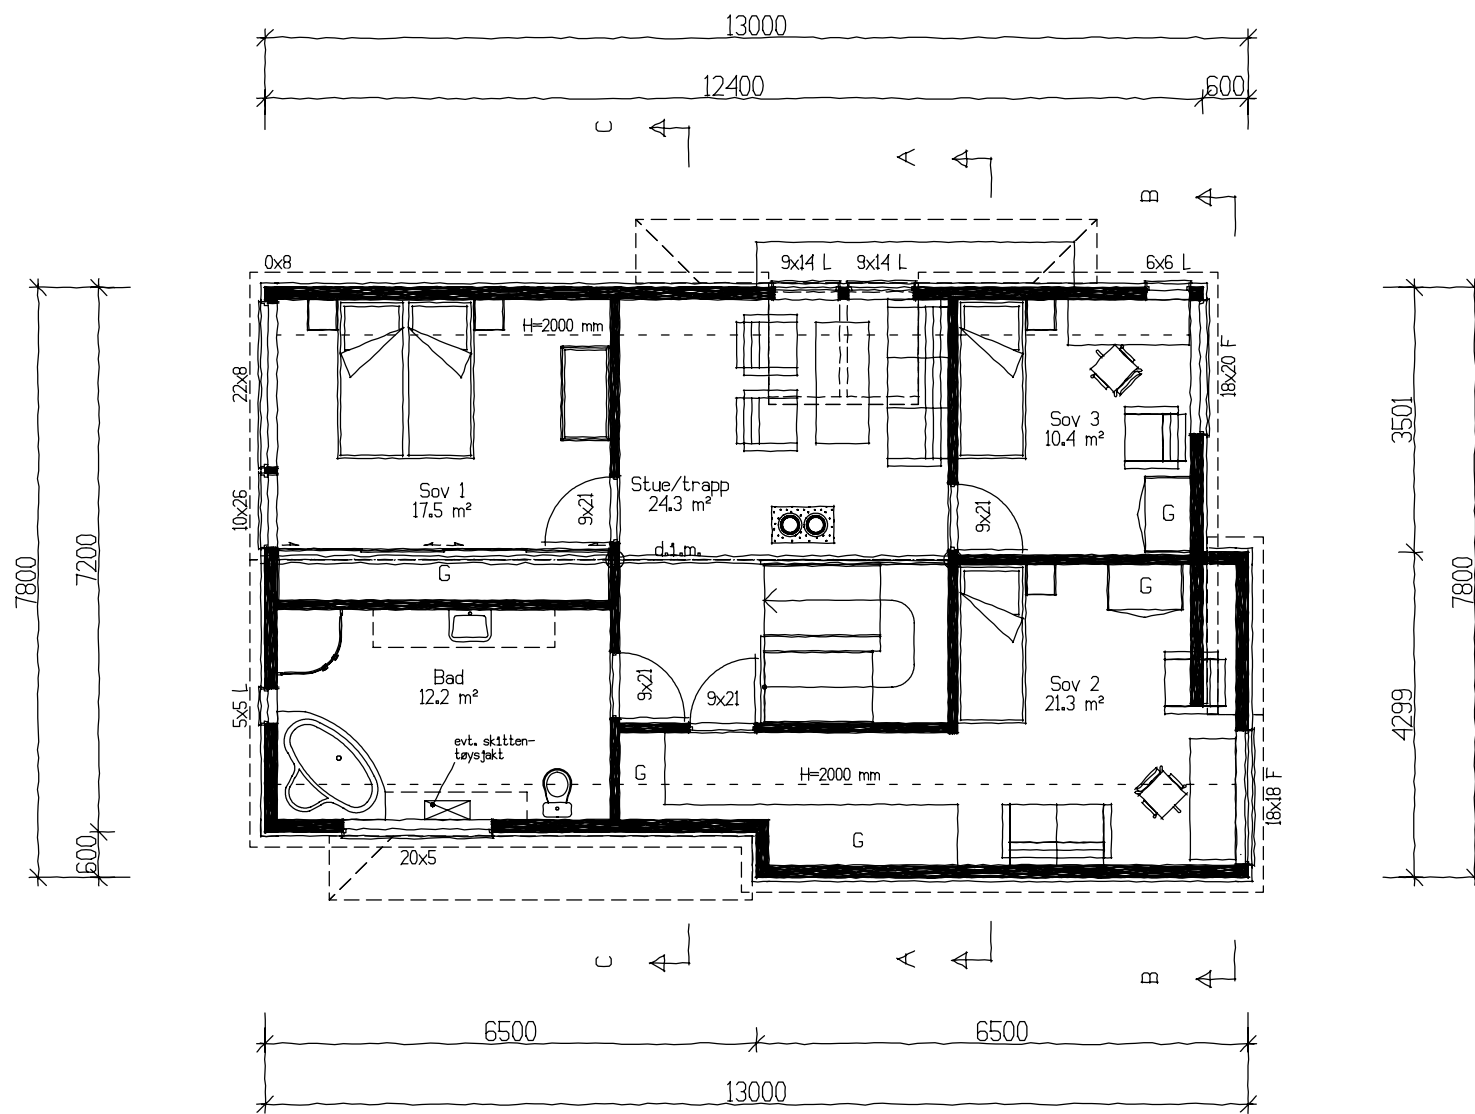 13000
12400
600
C
A
B
0x8
9x14 L
9x14 L
6x6 L
H=2000 mm
22x8
18x20 F
3501
Sov 3
10.4 m²
Sov 1
17.5 m²
Stue/trapp
24.3 m²
10x26
9x21
9x21
G
7800
7200
7800
d.l.m.
G
G
Bad
12.2 m²
9x21
9x21
Sov 2
21.3 m²
5x5 L
4299
evt. skitten-
tøysjakt
G
H=2000 mm
18x18 F
600
20x5
G
C
A
B
6500
6500
13000